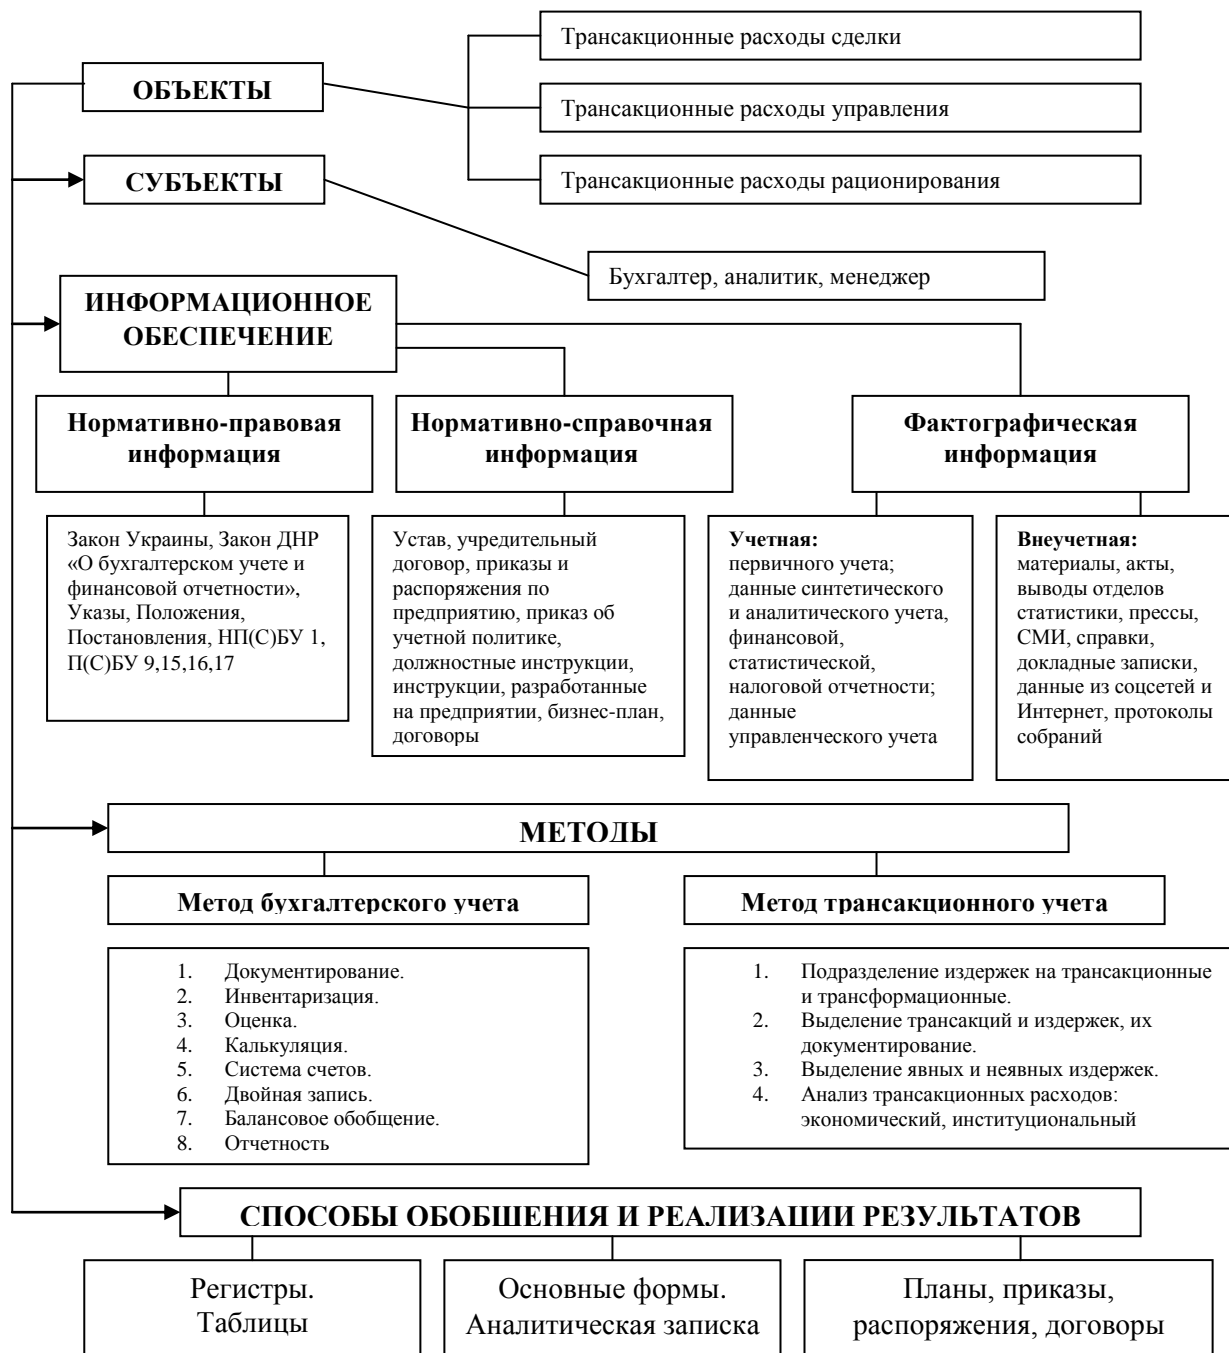 Трансакционные расходы сделки
ОБЪЕКТЫ
Трансакционные расходы управления
СУБЪЕКТЫ
Трансакционные расходы рационирования
Бухгалтер, аналитик, менеджер
ИНФОРМАЦИОННОЕ
ОБЕСПЕЧЕНИЕ
Нормативно-правовая
информация
Нормативно-справочная
информация
Фактографическая
информация
Закон Украины, Закон ДНР
«О бухгалтерском учете и
финансовой отчетности»,
Указы, Положения,
Постановления, НП(С)БУ 1,
П(С)БУ 9,15,16,17
Устав, учредительный
договор, приказы и
распоряжения по
предприятию, приказ об
учетной политике,
должностные инструкции,
инструкции, разработанные
на предприятии, бизнес-план,
договоры
Учетная:
первичного учета;
данные синтетического
и аналитического учета,
финансовой,
статистической,
налоговой отчетности;
данные
управленческого учета
Внеучетная:
материалы, акты,
выводы отделов
статистики, прессы,
СМИ, справки,
докладные записки,
данные из соцсетей и
Интернет, протоколы
собраний
МЕТОДЫ
Метод бухгалтерского учета
Метод трансакционного учета
1. Документирование.
2. Инвентаризация.
3. Оценка.
4. Калькуляция.
5. Система счетов.
6. Двойная запись.
7. Балансовое обобщение.
8. Отчетность
1. Подразделение издержек на трансакционные
и трансформационные.
2. Выделение трансакций и издержек, их
документирование.
3. Выделение явных и неявных издержек.
4. Анализ трансакционных расходов:
экономический, институциональный
СПОСОБЫ ОБОБЩЕНИЯ И РЕАЛИЗАЦИИ РЕЗУЛЬТАТОВ
Регистры.
Таблицы
Основные формы.
Аналитическая записка
Планы, приказы,
распоряжения, договоры